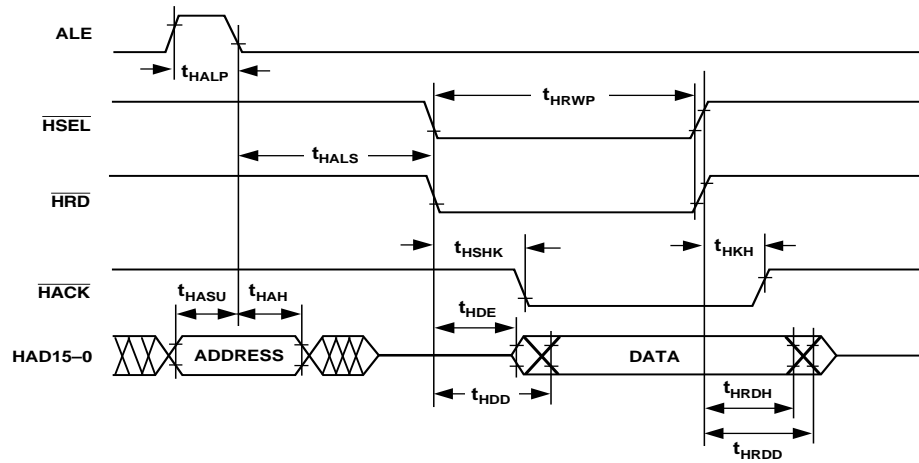 ALE
tHALP
tHRWP
HSEL
tHALS
HRD
tHSHK
tHKH
HACK
tHASU
tHAH
tHDE
HAD15–0
ADDRESS
DATA
tHDD
tHRDH
tHRDD